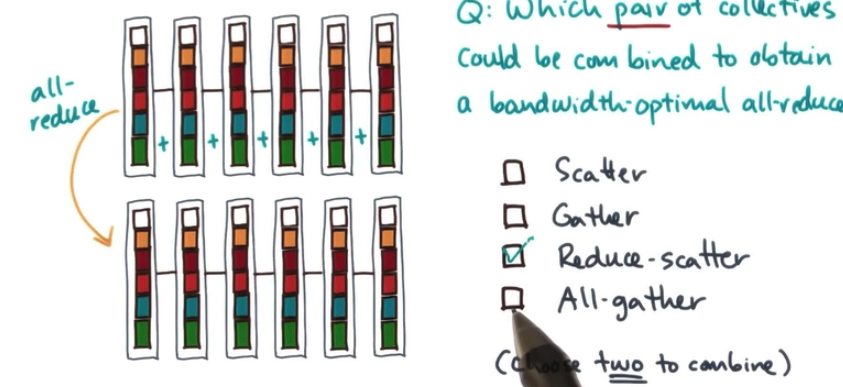 Q: Which pair of collectives
could be combined to obtain
a bandwidth-optimal all-reduce
all-
reduce
+ + + + +
Scatter
Gather
Reduce-scatter
All-gather
(Choose two to combine)